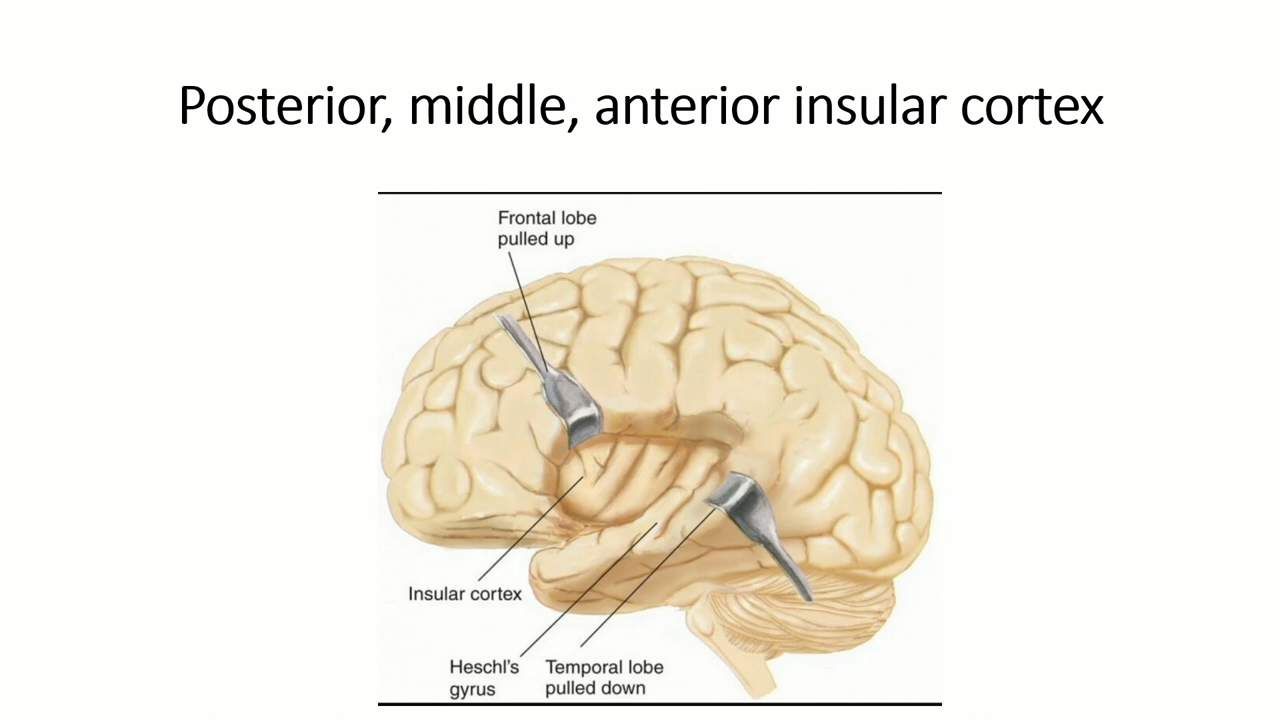 Posterior, middle, anterior insular cortex
Frontal lobe
pulled up
Insular cortex
Heschl's
gyrus
Temporal lobe
pulled down